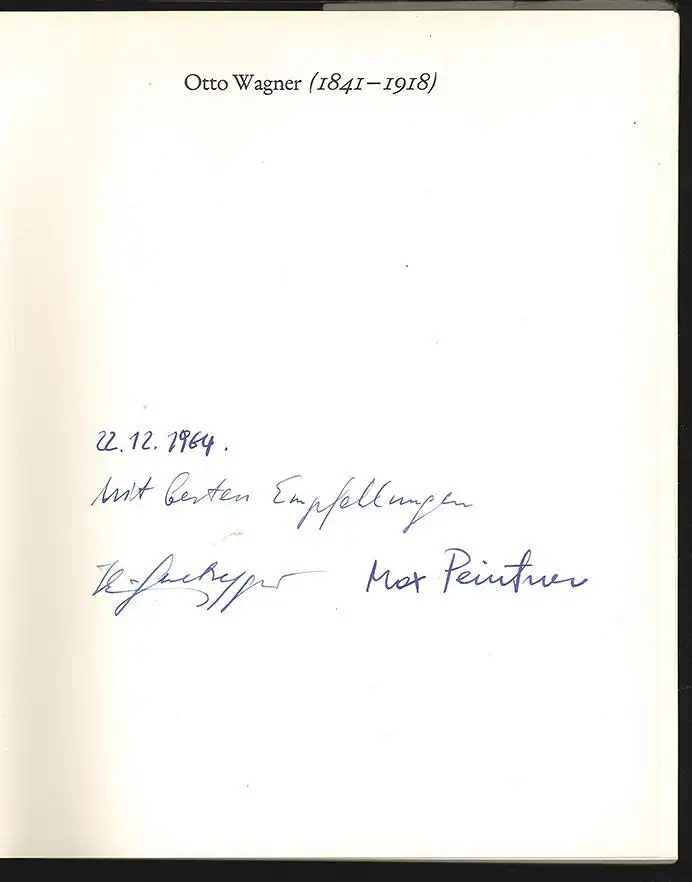 Otto Wagner (1841–1918)
22.12.1964.
Mit besten Empfehlungen
Max Peintner